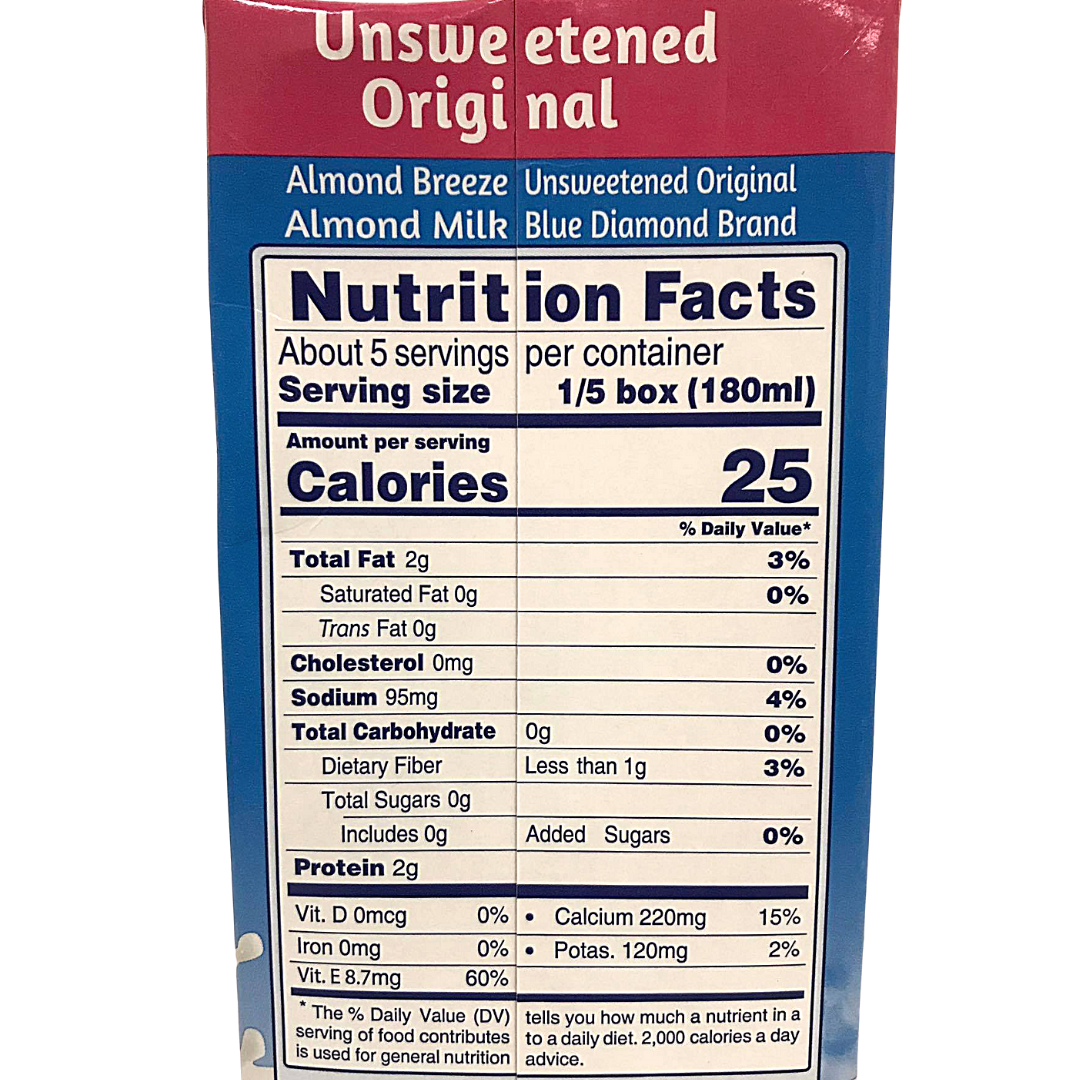 Unsweetened
Original
Almond Breeze Unsweetened Original
Almond Milk Blue Diamond Brand
Nutrition Facts
About 5 servings per container
Serving size 1/5 box (180ml)
Amount per serving
Calories 25
% Daily Value*
Total Fat 2g 3%
Saturated Fat 0g 0%
Trans Fat 0g
Cholesterol 0mg 0%
Sodium 95mg 4%
Total Carbohydrate 0g 0%
Dietary Fiber Less than 1g 3%
Total Sugars 0g
Includes 0g Added Sugars 0%
Protein 2g
Vit. D 0mcg 0% • Calcium 220mg 15%
Iron 0mg 0% • Potas. 120mg 2%
Vit. E 8.7mg 60%
* The % Daily Value (DV) tells you how much a nutrient in a
serving of food contributes to a daily diet. 2,000 calories a day
is used for general nutrition advice.